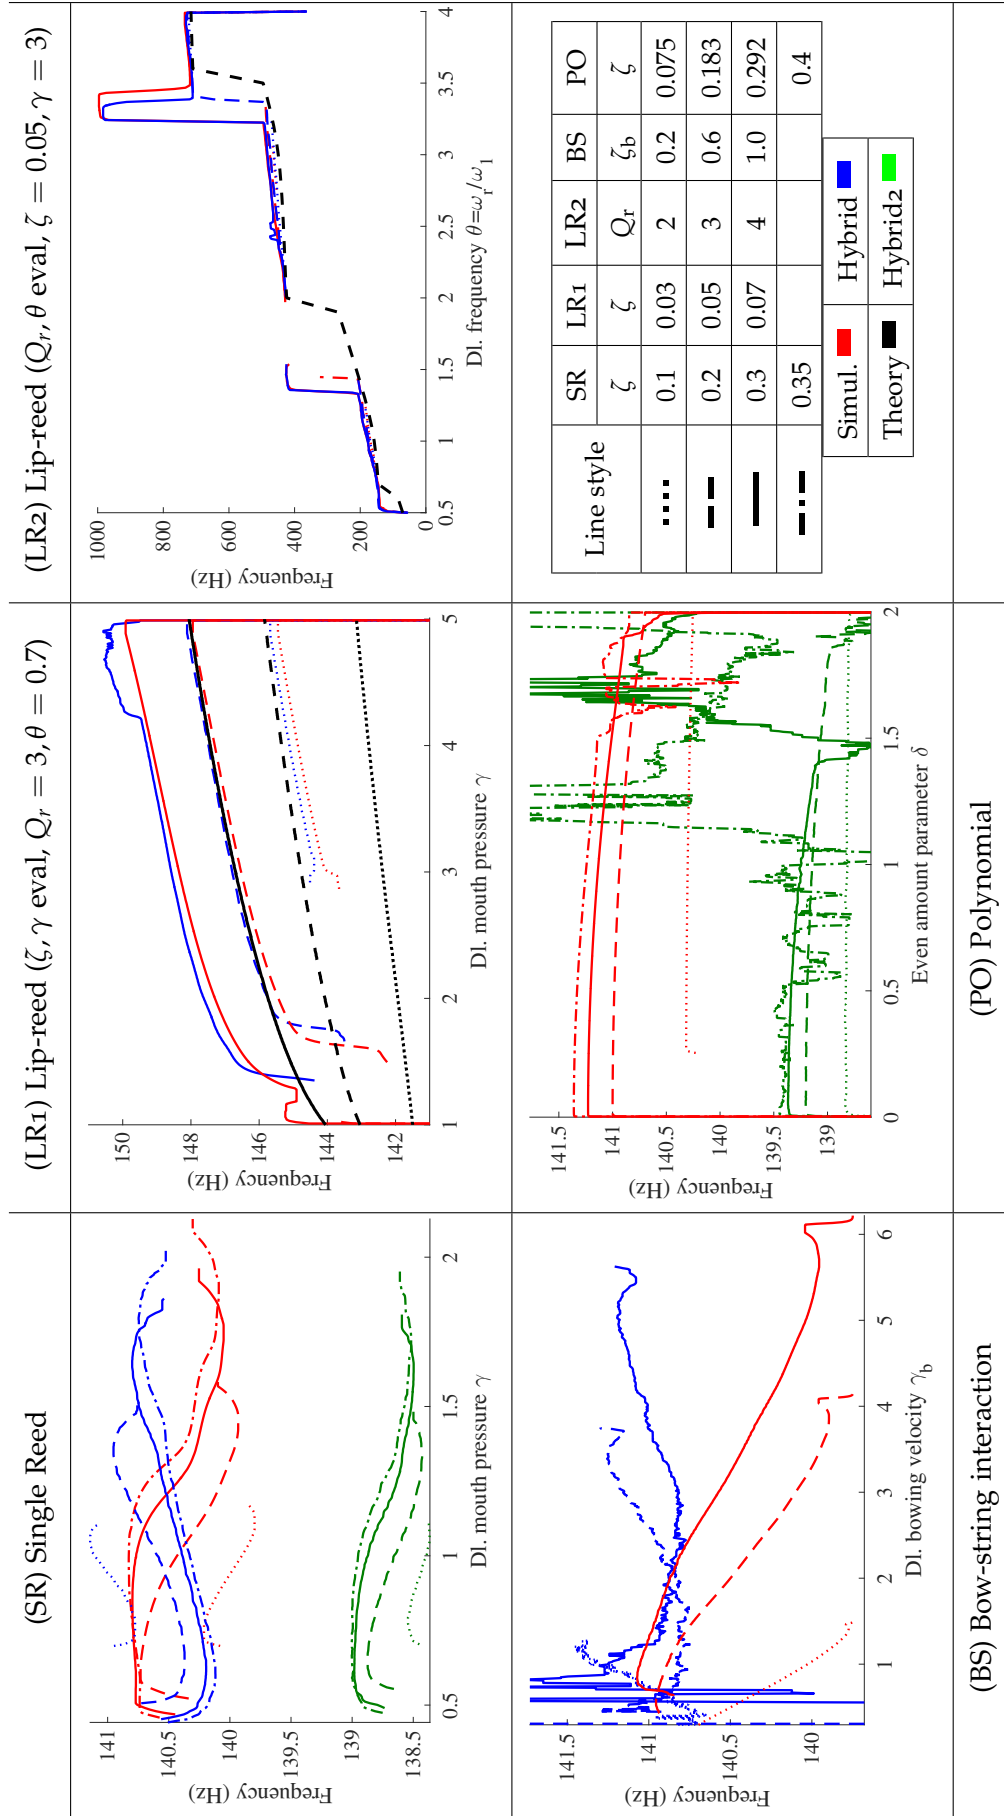 (SR) Single Reed
141
140.5
140
139.5
139
138.5
Frequency (Hz)
0.5
1
1.5
2
Dl. mouth pressure γ
(LR1) Lip-reed (ζ, γ eval, Qr = 3, θ = 0.7)
150
148
146
144
142
Frequency (Hz)
1
2
3
4
5
Dl. mouth pressure γ
(LR2) Lip-reed (Qr, θ eval, ζ = 0.05, γ = 3)
1000
800
600
400
200
0
Frequency (Hz)
0.5
1
1.5
2
2.5
3
3.5
4
Dl. frequency θ=ωr/ω1
141.5
141
140.5
140
Frequency (Hz)
1
2
3
4
5
6
Dl. bowing velocity γb
(BS) Bow-string interaction
141.5
141
140.5
140
139.5
139
Frequency (Hz)
0
0.5
1
1.5
2
Even amount parameter δ
(PO) Polynomial
Line style SR LR1 LR2 BS PO
ζ ζ Qr ζb ζ
0.1 0.03 2 0.2 0.075
0.2 0.05 3 0.6 0.183
0.3 0.07 4 1.0 0.292
0.35 0.4
Simul. Hybrid
Theory Hybrid2